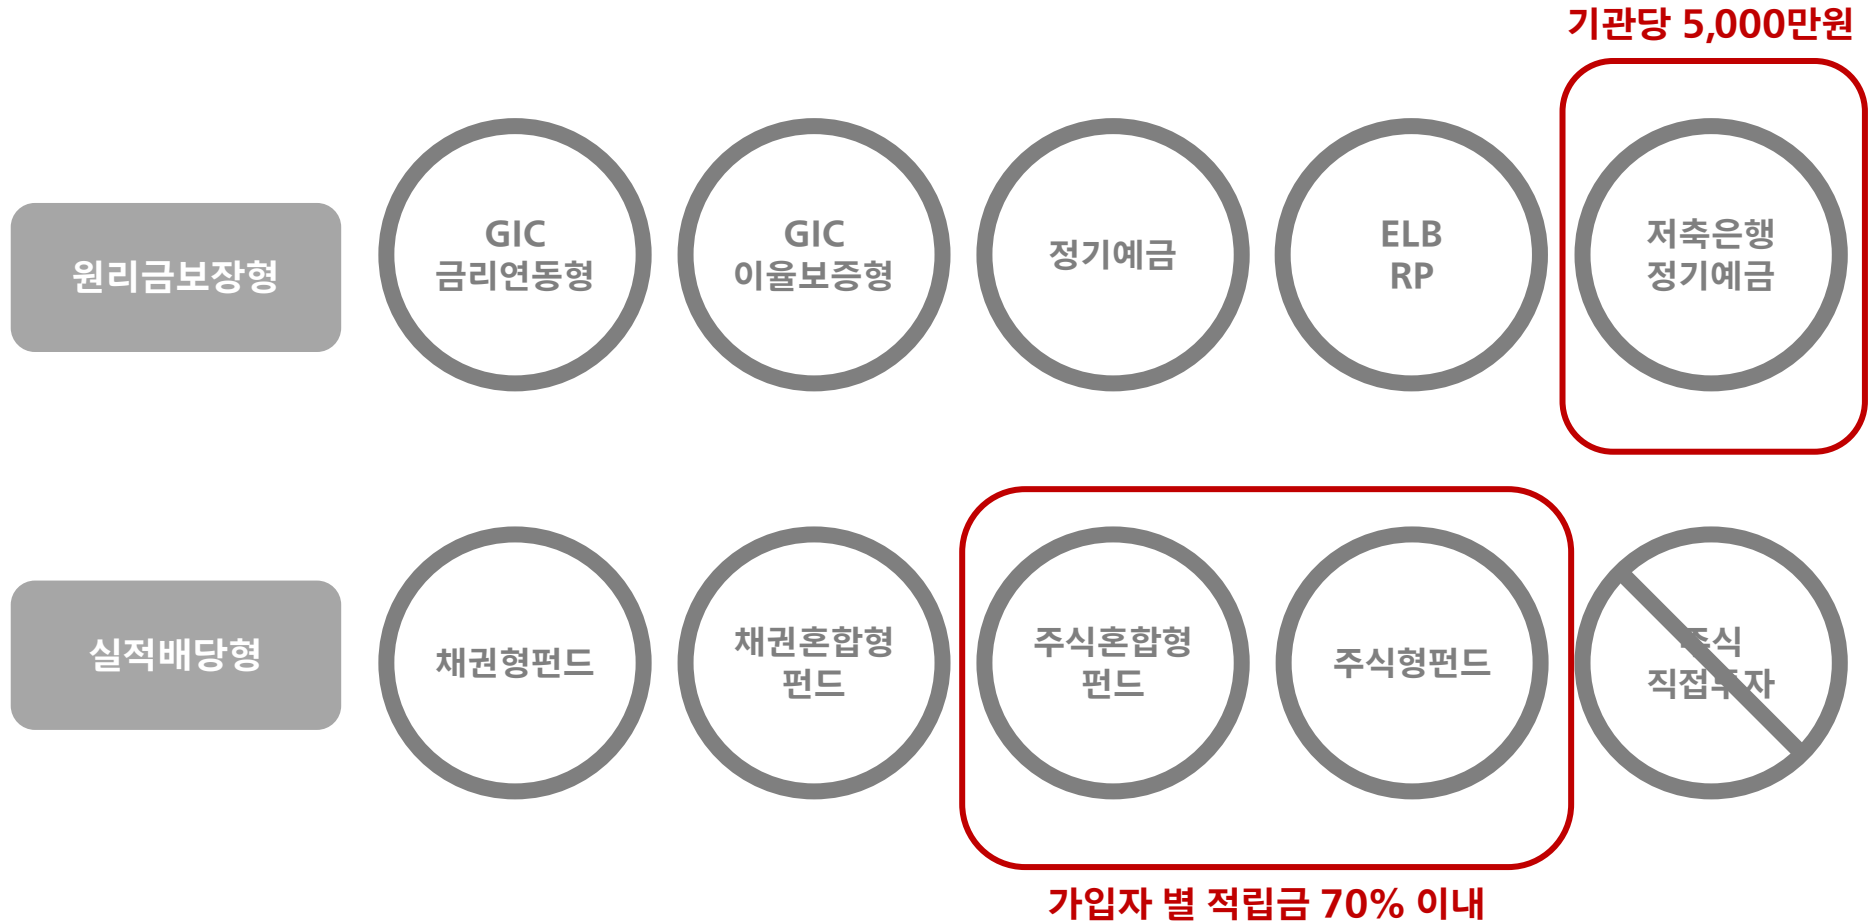 기관당 5,000만원
원리금보장형
GIC
금리연동형
GIC
이율보증형
정기예금
ELB
RP
저축은행
정기예금
실적배당형
채권형펀드
채권혼합형
펀드
주식혼합형
펀드
주식형펀드
주식
직접투자
가입자 별 적립금 70% 이내